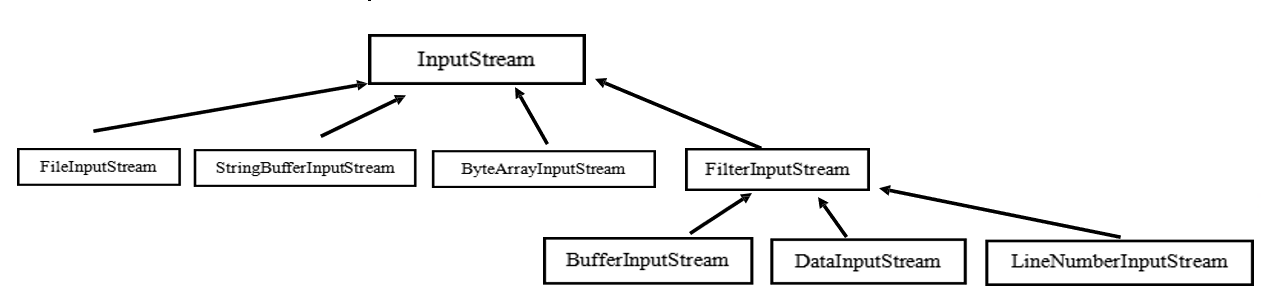 InputStream
FileInputStream
StringBufferInputStream
ByteArrayInputStream
FilterInputStream
BufferInputStream
DataInputStream
LineNumberInputStream